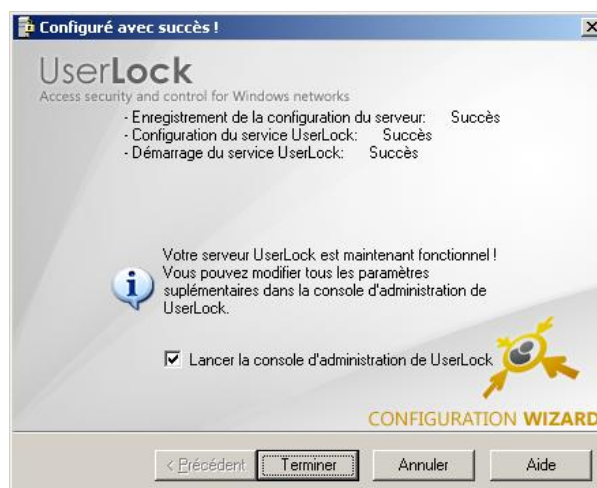 Configuré avec succès !
UserLock
Access security and control for Windows networks
- Enregistrement de la configuration du serveur: Succès
- Configuration du service UserLock: Succès
- Démarrage du service UserLock: Succès
Votre serveur UserLock est maintenant fonctionnel !
Vous pouvez modifier tous les paramètres
suplémentaires dans la console d'administration de
UserLock.
Lancer la console d'administration de UserLock
CONFIGURATION WIZARD
< Précédent Terminer Annuler Aide